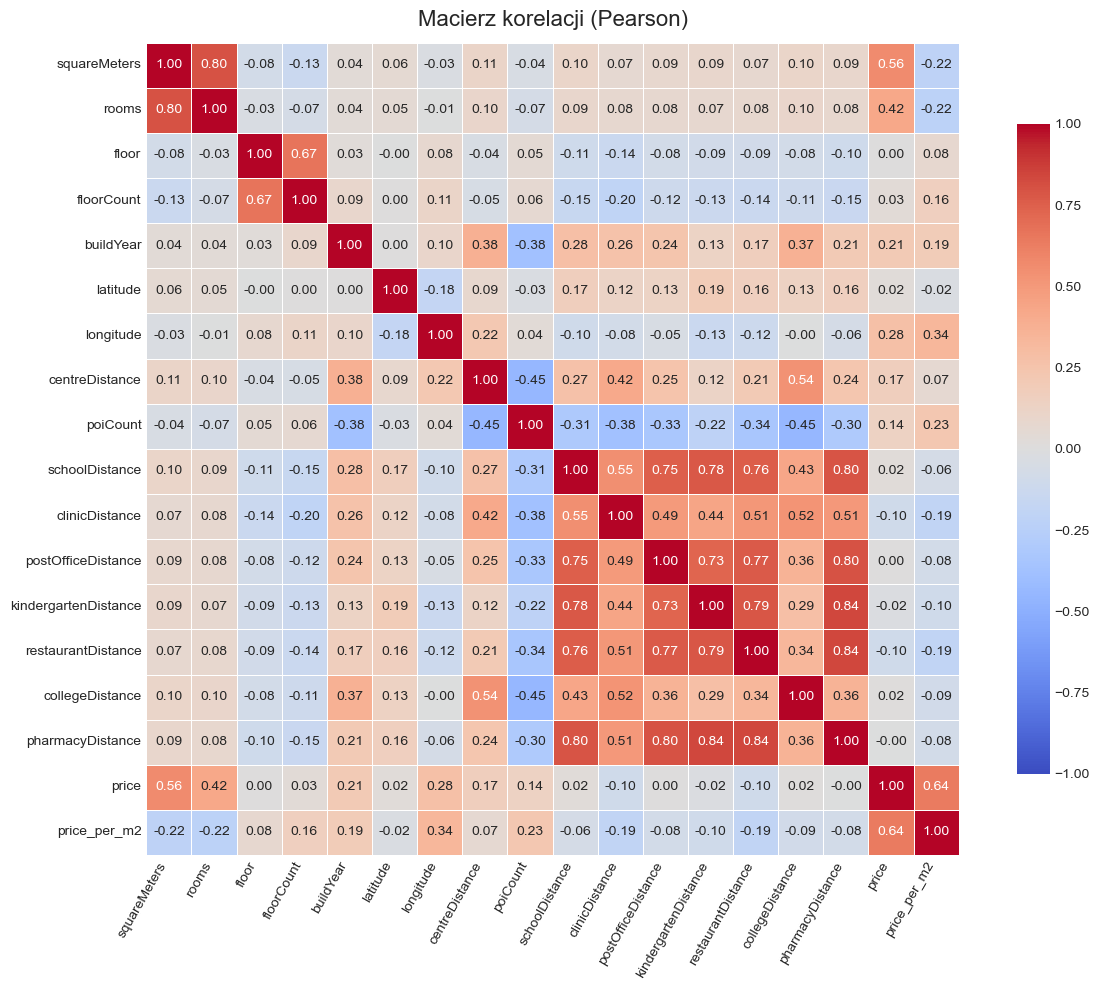 Macierz korelacji (Pearson)
squareMeters 1.00 0.80 -0.08 -0.13 0.04 0.06 -0.03 0.11 -0.04 0.10 0.07 0.09 0.09 0.07 0.10 0.09 0.56 -0.22
rooms 0.80 1.00 -0.03 -0.07 0.04 0.05 -0.01 0.10 -0.07 0.09 0.08 0.08 0.07 0.08 0.10 0.08 0.42 -0.22
floor -0.08 -0.03 1.00 0.67 0.03 -0.00 0.08 -0.04 0.05 -0.11 -0.14 -0.08 -0.09 -0.09 -0.08 -0.10 0.00 0.08
floorCount -0.13 -0.07 0.67 1.00 0.09 0.00 0.11 -0.05 0.06 -0.15 -0.20 -0.12 -0.13 -0.14 -0.11 -0.15 0.03 0.16
buildYear 0.04 0.04 0.03 0.09 1.00 0.00 0.10 0.38 -0.38 0.28 0.26 0.24 0.13 0.17 0.37 0.21 0.21 0.19
latitude 0.06 0.05 -0.00 0.00 0.00 1.00 -0.18 0.09 -0.03 0.17 0.12 0.13 0.19 0.16 0.13 0.16 0.02 -0.02
longitude -0.03 -0.01 0.08 0.11 0.10 -0.18 1.00 0.22 0.04 -0.10 -0.08 -0.05 -0.13 -0.12 -0.00 -0.06 0.28 0.34
centreDistance 0.11 0.10 -0.04 -0.05 0.38 0.09 0.22 1.00 -0.45 0.27 0.42 0.25 0.12 0.21 0.54 0.24 0.17 0.07
poiCount -0.04 -0.07 0.05 0.06 -0.38 -0.03 0.04 -0.45 1.00 -0.31 -0.38 -0.33 -0.22 -0.34 -0.45 -0.30 0.14 0.23
schoolDistance 0.10 0.09 -0.11 -0.15 0.28 0.17 -0.10 0.27 -0.31 1.00 0.55 0.75 0.78 0.76 0.43 0.80 0.02 -0.06
clinicDistance 0.07 0.08 -0.14 -0.20 0.26 0.12 -0.08 0.42 -0.38 0.55 1.00 0.49 0.44 0.51 0.52 0.51 -0.10 -0.19
postOfficeDistance 0.09 0.08 -0.08 -0.12 0.24 0.13 -0.05 0.25 -0.33 0.75 0.49 1.00 0.73 0.77 0.36 0.80 0.00 -0.08
kindergartenDistance 0.09 0.07 -0.09 -0.13 0.13 0.19 -0.13 0.12 -0.22 0.78 0.44 0.73 1.00 0.79 0.29 0.84 -0.02 -0.10
restaurantDistance 0.07 0.08 -0.09 -0.14 0.17 0.16 -0.12 0.21 -0.34 0.76 0.51 0.77 0.79 1.00 0.34 0.84 -0.10 -0.19
collegeDistance 0.10 0.10 -0.08 -0.11 0.37 0.13 -0.00 0.54 -0.45 0.43 0.52 0.36 0.29 0.34 1.00 0.36 0.02 -0.09
pharmacyDistance 0.09 0.08 -0.10 -0.15 0.21 0.16 -0.06 0.24 -0.30 0.80 0.51 0.80 0.84 0.84 0.36 1.00 -0.00 -0.08
price 0.56 0.42 0.00 0.03 0.21 0.02 0.28 0.17 0.14 0.02 -0.10 0.00 -0.02 -0.10 0.02 -0.00 1.00 0.64
price_per_m2 -0.22 -0.22 0.08 0.16 0.19 -0.02 0.34 0.07 0.23 -0.06 -0.19 -0.08 -0.10 -0.19 -0.09 -0.08 0.64 1.00
squareMeters
rooms
floor
floorCount
buildYear
latitude
longitude
centreDistance
poiCount
schoolDistance
clinicDistance
postOfficeDistance
kindergartenDistance
restaurantDistance
collegeDistance
pharmacyDistance
price
price_per_m2
1.00
0.75
0.50
0.25
0.00
−0.25
−0.50
−0.75
−1.00